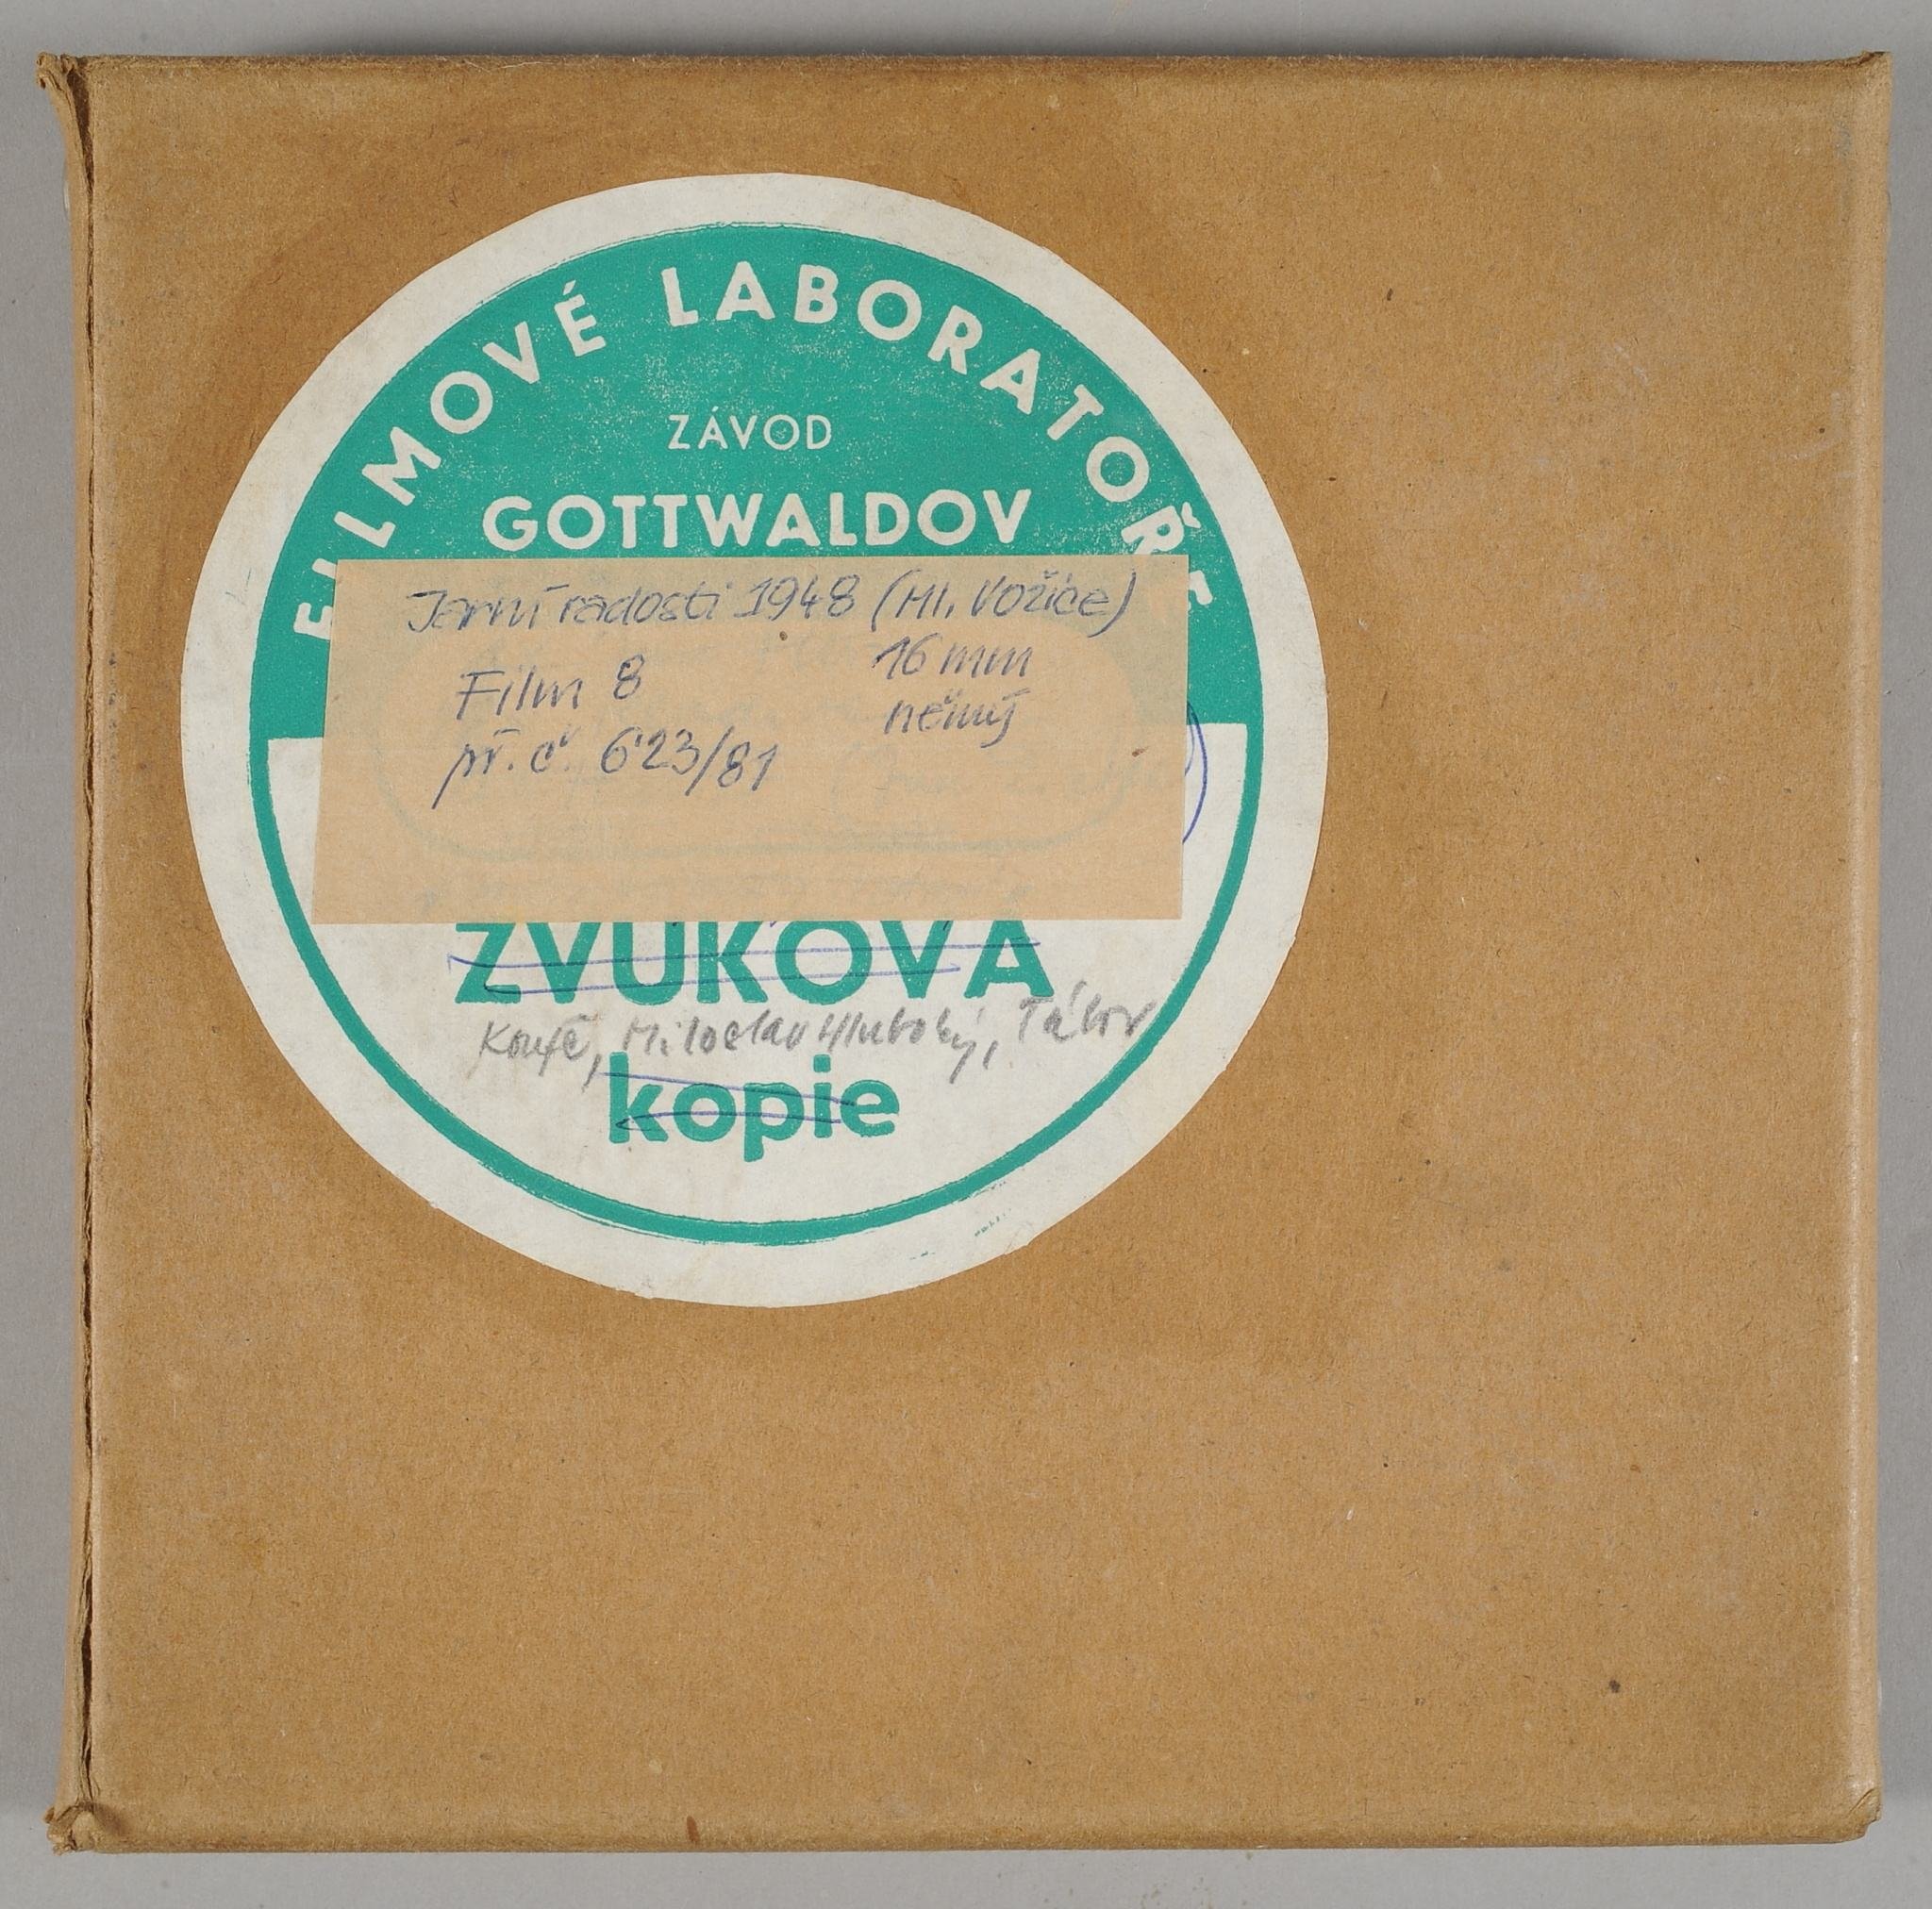 FILMOVÉ LABORATOŘE
ZÁVOD
GOTTWALDOV
Jarní radosti 1948 (Ml. Vožice)
Film 8
16 mm
němý
př. č. 623/81
ZVUKOVÁ
Miloslav Hluboký, Tábor
kopie